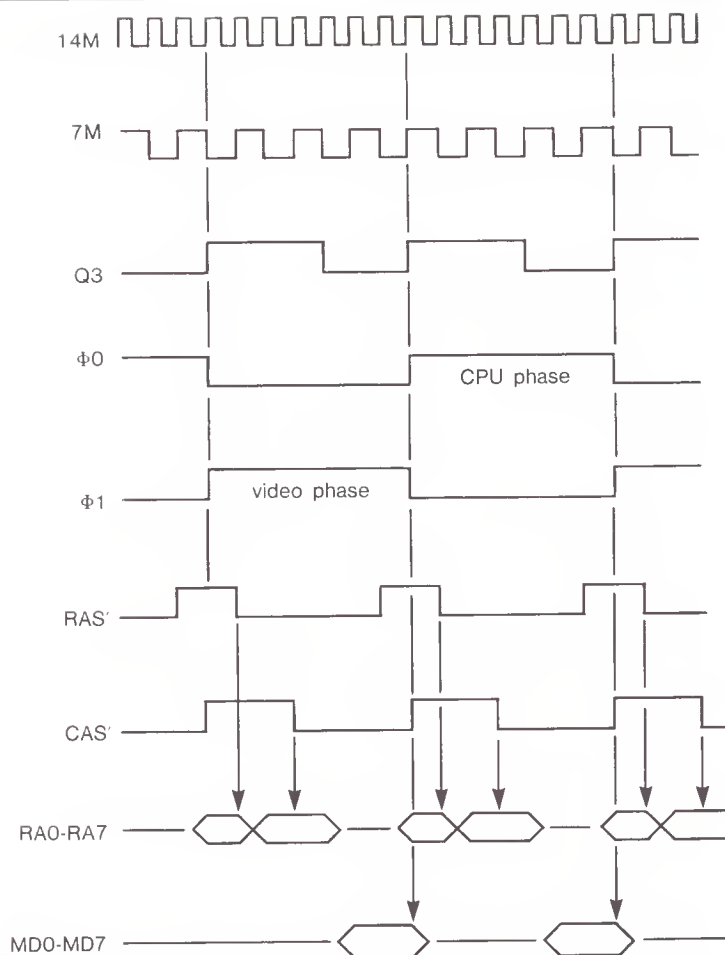 14M
7M
Q3
ϕ0
CPU phase
video phase
ϕ1
RAS'
CAS'
RA0-RA7
MD0-MD7